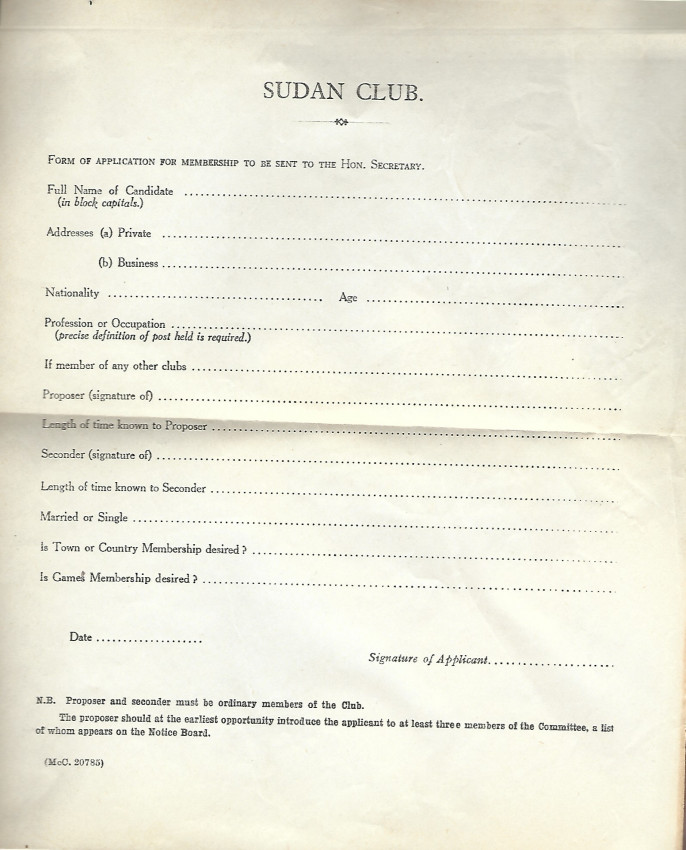 SUDAN CLUB.
FORM OF APPLICATION FOR MEMBERSHIP TO BE SENT TO THE HON. SECRETARY.
Full Name of Candidate ........................................
(in block capitals.)
Addresses (a) Private ........................................
(b) Business ........................................
Nationality .............................. Age ..............................
Profession or Occupation ........................................
(precise definition of post held is required.)
If member of any other clubs ........................................
Proposer (signature of) ........................................
Length of time known to Proposer ........................................
Seconder (signature of) ........................................
Length of time known to Seconder ........................................
Married or Single ........................................
Is Town or Country Membership desired ? ........................................
Is Games Membership desired ? ........................................
Date ....................
Signature of Applicant.........................
N.B. Proposer and seconder must be ordinary members of the Club.
The proposer should at the earliest opportunity introduce the applicant to at least three members of the Committee, a list
of whom appears on the Notice Board.
(McC. 20785)